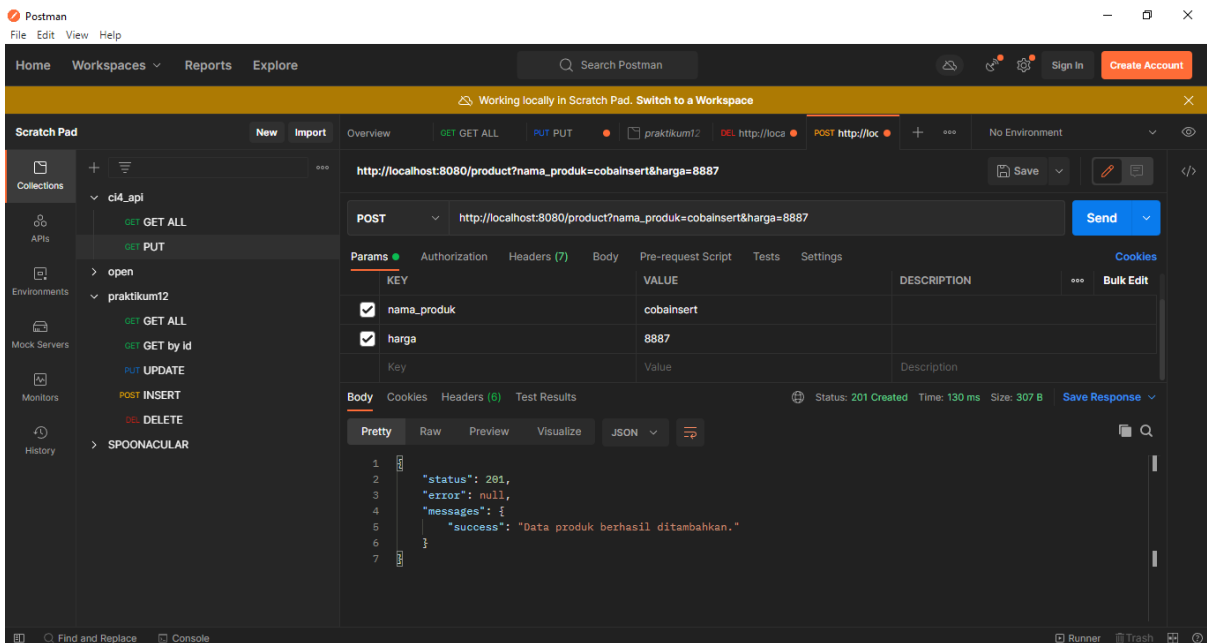 Postman
File Edit View Help
Home Workspaces Reports Explore Search Postman Sign In Create Account
Working locally in Scratch Pad. Switch to a Workspace
Scratch Pad New Import
Overview GET GET ALL PUT PUT praktikum12 DEL http://loca POST http://loc No Environment
Collections
APIs
Environments
Mock Servers
Monitors
History
ci4_api
GET GET ALL
GET PUT
open
praktikum12
GET GET ALL
GET GET by id
PUT UPDATE
POST INSERT
DEL DELETE
SPOONACULAR
http://localhost:8080/product?nama_produk=cobainsert&harga=8887 Save
POST http://localhost:8080/product?nama_produk=cobainsert&harga=8887 Send
Params Authorization Headers (7) Body Pre-request Script Tests Settings Cookies
KEY VALUE DESCRIPTION Bulk Edit
nama_produk cobainsert
harga 8887
Key Value Description
Body Cookies Headers (6) Test Results Status: 201 Created Time: 130 ms Size: 307 B Save Response
Pretty Raw Preview Visualize JSON
1 {
2 "status": 201,
3 "error": null,
4 "messages": {
5 "success": "Data produk berhasil ditambahkan."
6 }
7 }
Find and Replace Console Runner Trash